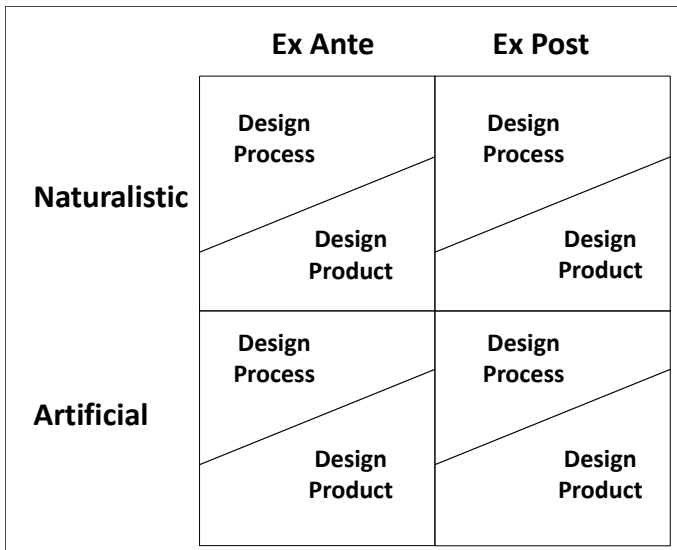 Ex Ante Ex Post
Naturalistic
Design
Process
Design
Product
Design
Process
Design
Product
Artificial
Design
Process
Design
Product
Design
Process
Design
Product